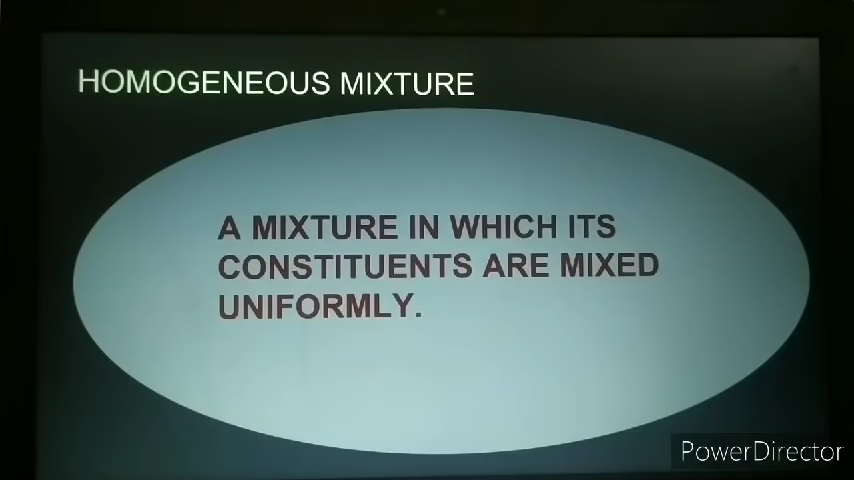 HOMOGENEOUS MIXTURE
A MIXTURE IN WHICH ITS
CONSTITUENTS ARE MIXED
UNIFORMLY.
PowerDirector